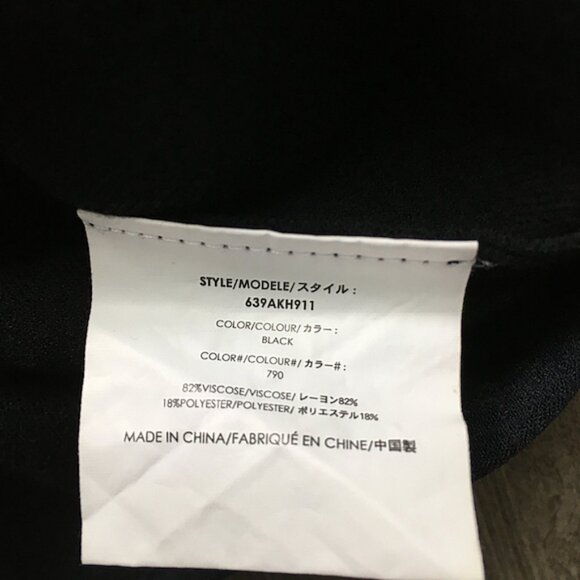 STYLE/MODELE/スタイル :
639AKH911
COLOR/COLOUR/カラー :
BLACK
COLOR#/COLOUR#/カラー# :
790
82%VISCOSE/VISCOSE/レーヨン82%
18%POLYESTER/POLYESTER/ポリエステル18%
MADE IN CHINA/FABRIQUÉ EN CHINE/中国製